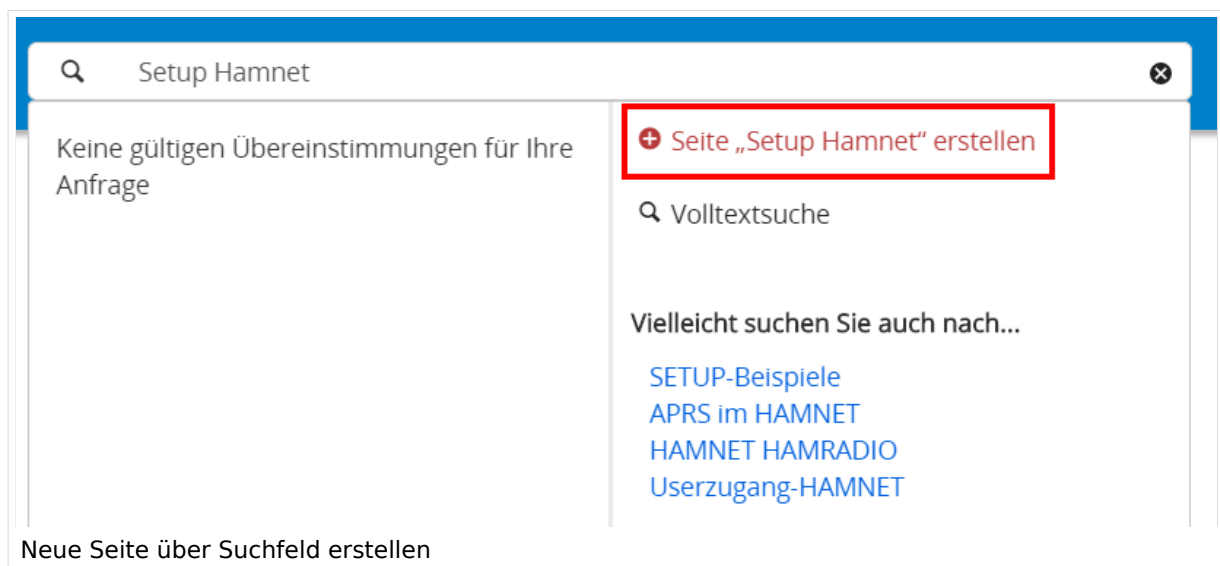 Setup Hamnet
Keine gültigen Übereinstimmungen für Ihre
Anfrage
Seite „Setup Hamnet“ erstellen
Volltextsuche
Vielleicht suchen Sie auch nach...
SETUP-Beispiele
APRS im HAMNET
HAMNET HAMRADIO
Userzugang-HAMNET
Neue Seite über Suchfeld erstellen